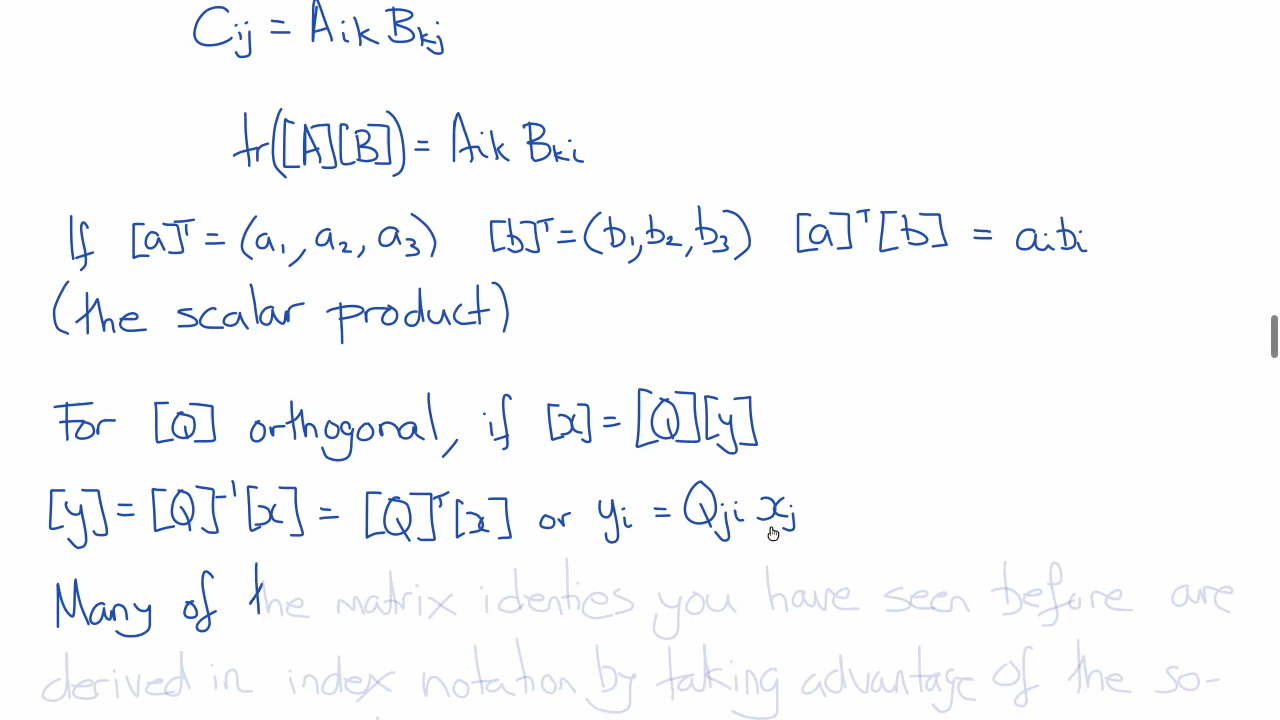 Cij = Aik Bkj
tr([A][B]) = Aik Bki
If [a]ᵀ = (a₁, a₂, a₃) [b]ᵀ = (b₁, b₂, b₃) [a]ᵀ[b] = aibi
(the scalar product)
For [Q] orthogonal, if [x] = [Q][y]
[y] = [Q]⁻¹[x] = [Q]ᵀ[x] or yi = Qji xj
Many of the matrix identies you have seen before are
derived in index notation by taking advantage of the so-